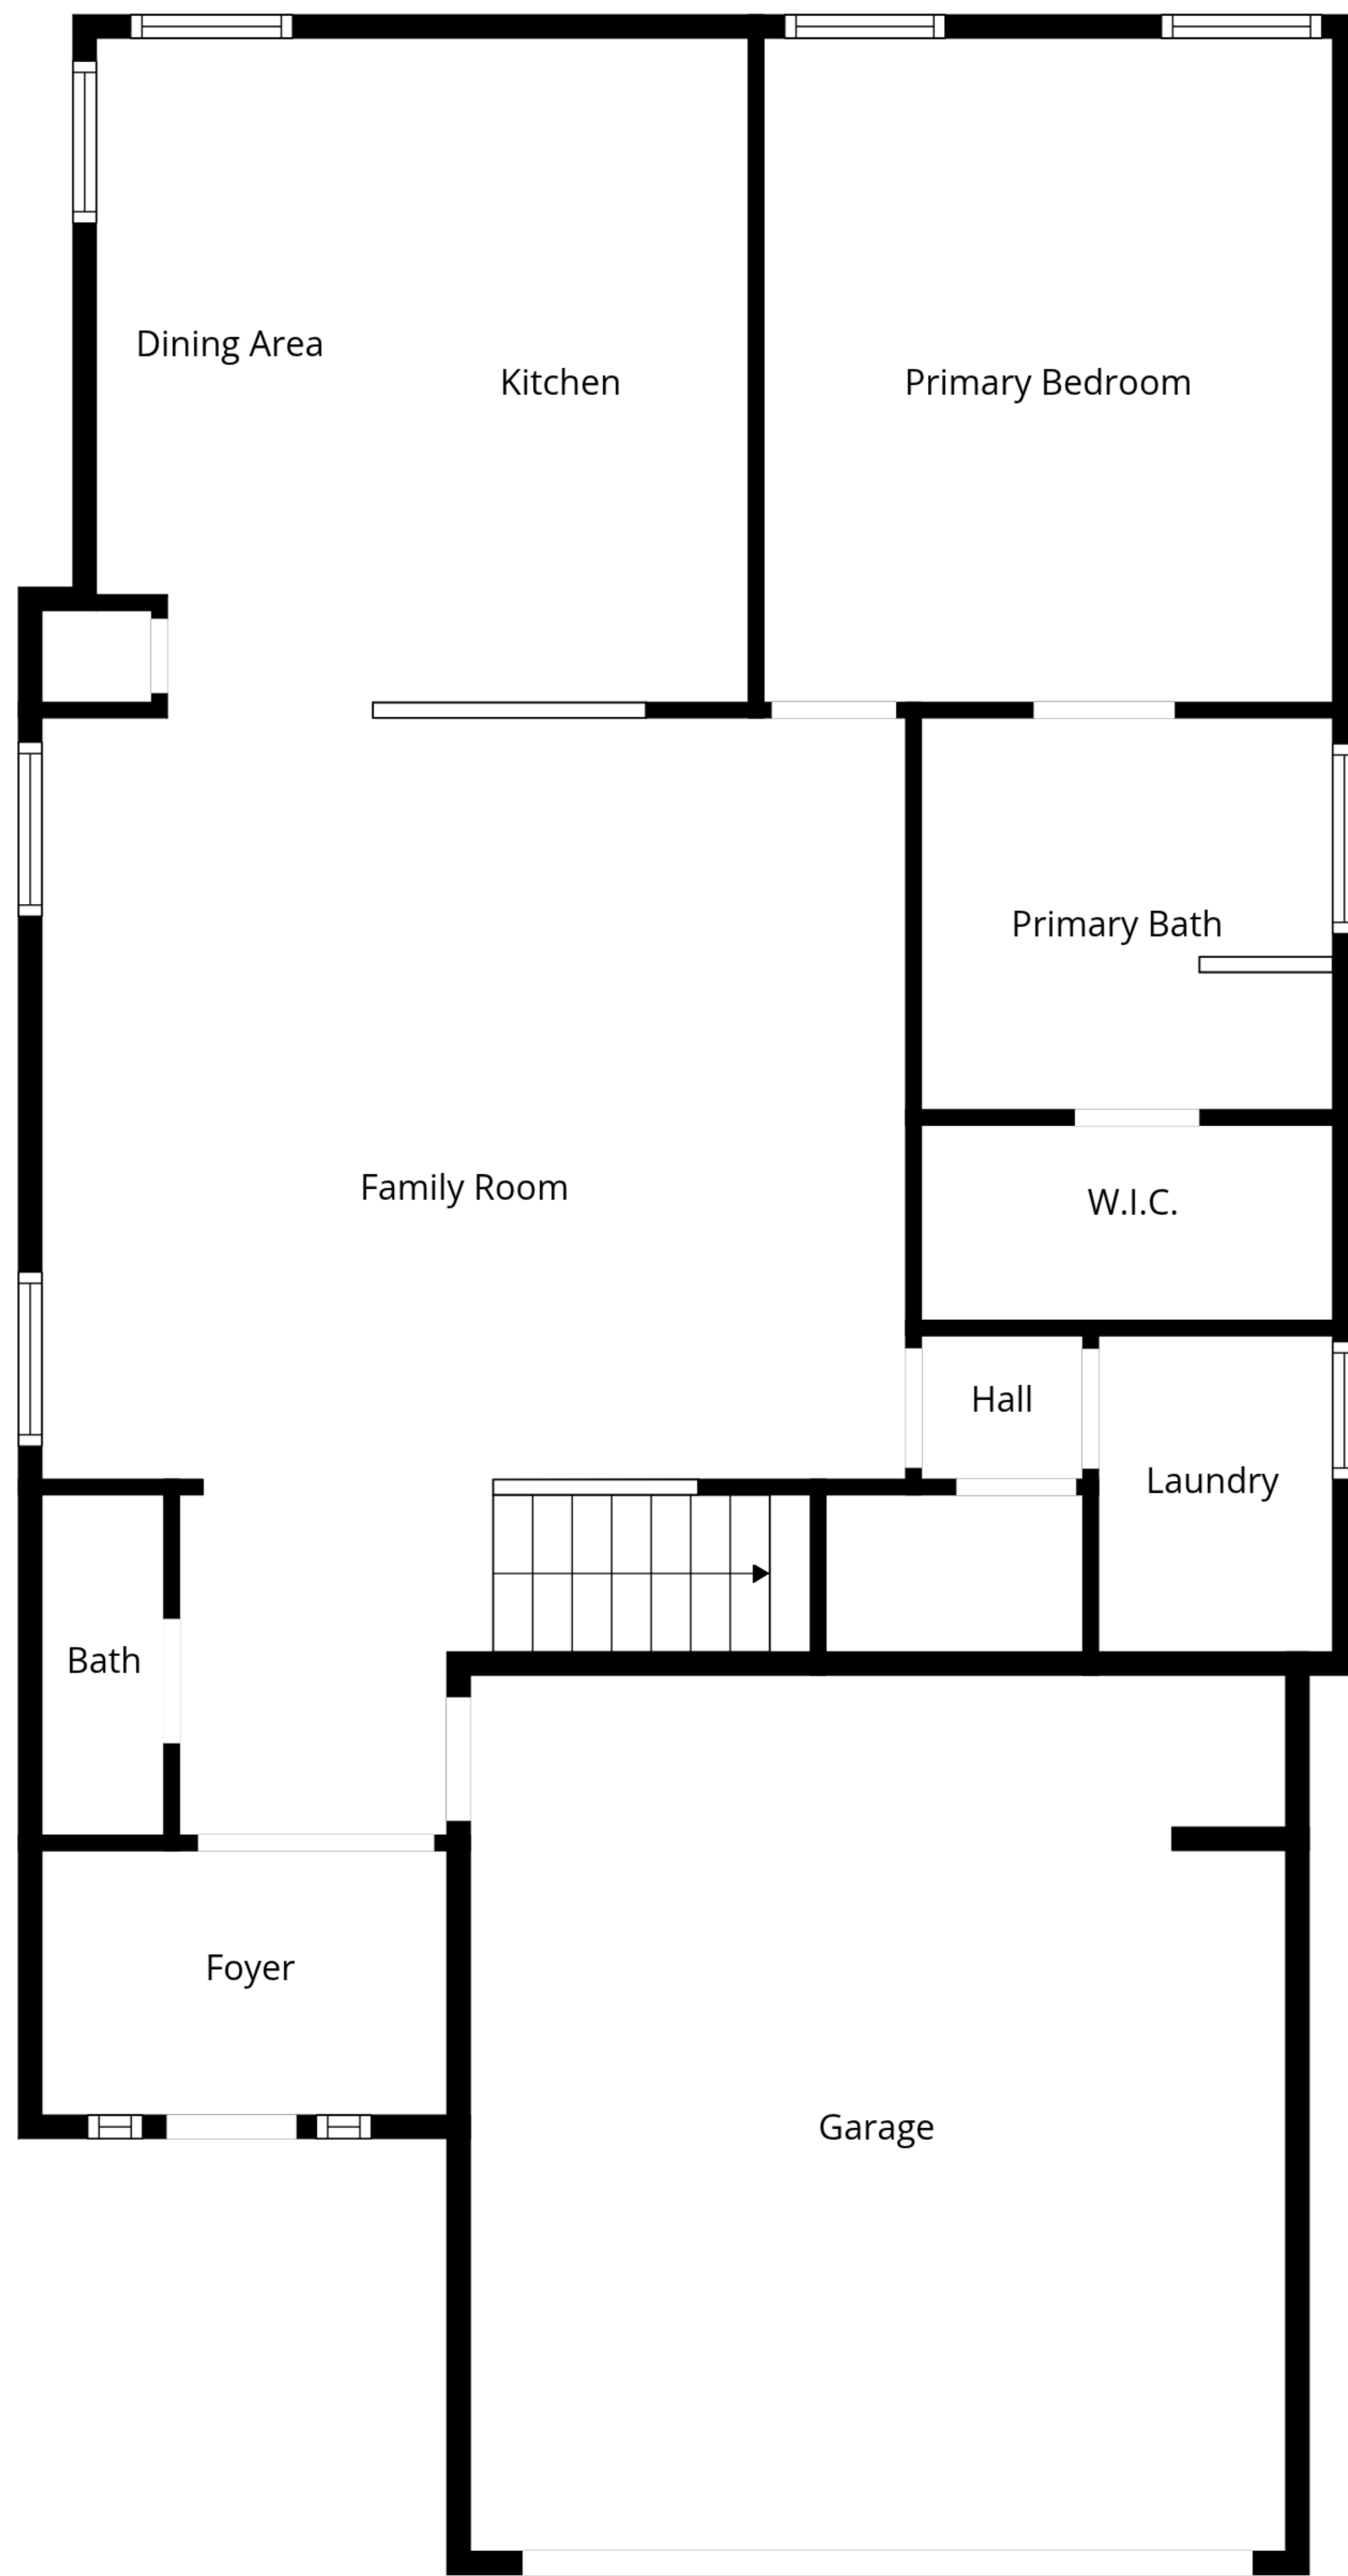 Dining Area
Kitchen
Primary Bedroom
Primary Bath
Family Room
W.I.C.
Hall
Laundry
Bath
Foyer
Garage